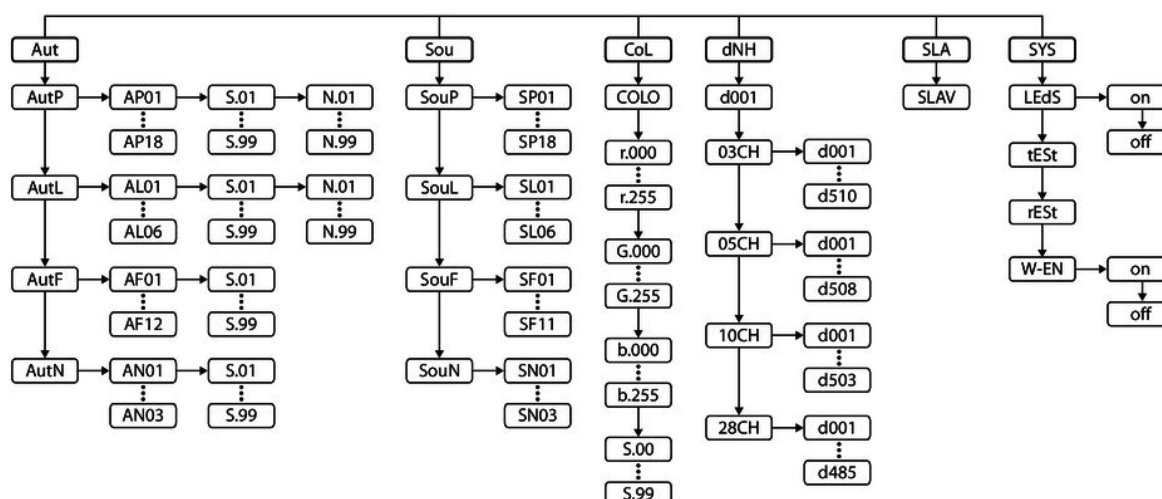 Aut Sou CoL dNH SLA SYS
AutP AP01 S.01 N.01 SouP SP01 COLO d001 SLAV LEdS on
AP18 S.99 N.99 SP18 off
r.000 03CH d001 tESt
AutL AL01 S.01 N.01 SouL SL01 r.255 d510
AL06 S.99 N.99 SL06 rESt
G.000 05CH d001
AutF AF01 S.01 SouF SF01 W-EN on
AF12 S.99 SF11 G.255 d508 off
b.000 10CH d001
AutN AN01 S.01 SouN SN01
AN03 S.99 SN03 b.255 d503
28CH d001
S.00
d485
S.99